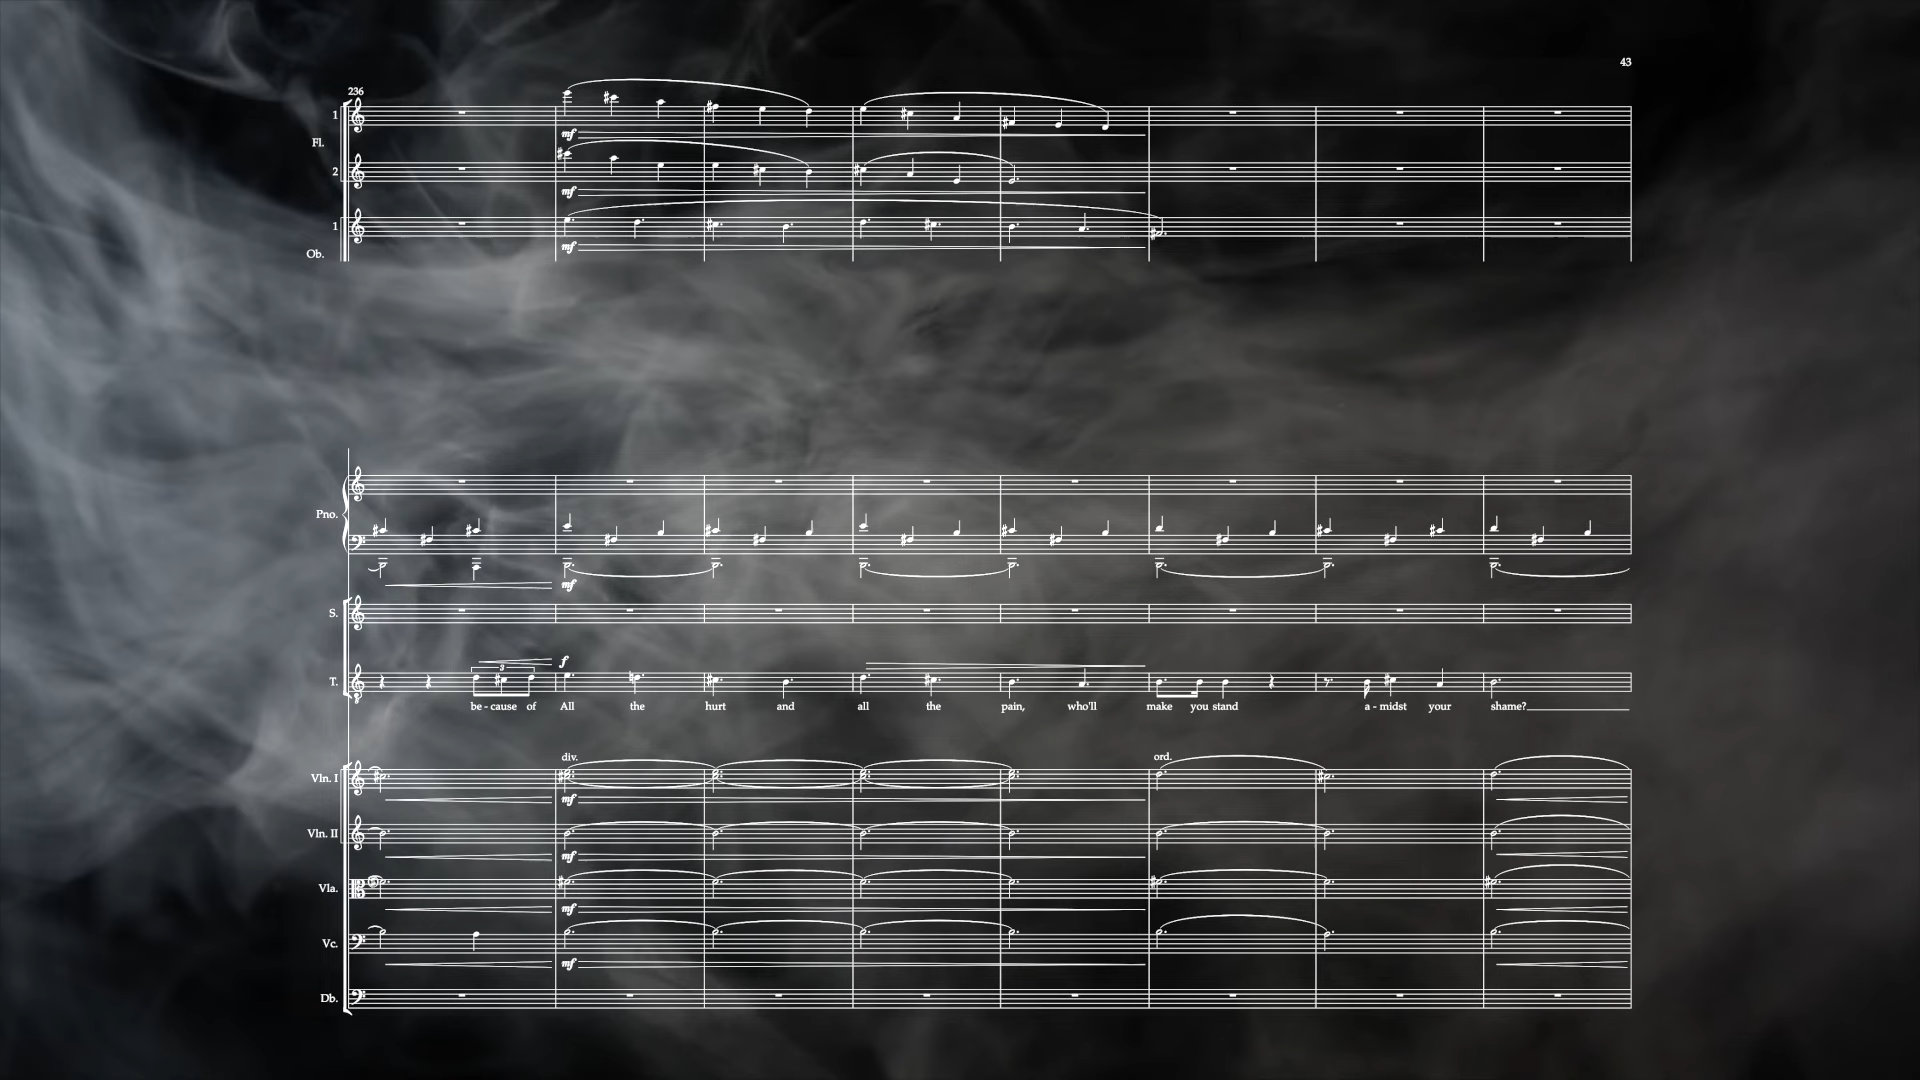 43
236
1
Fl.
mf
2
mf
1
mf
Ob.
Pno.
mf
S.
3 f
T.
be - cause of All the hurt and all the pain, who'll make you stand a - midst your shame?
div. ord.
Vln. I
mf
Vln. II
mf
Vla.
mf
Vc.
mf
Db.